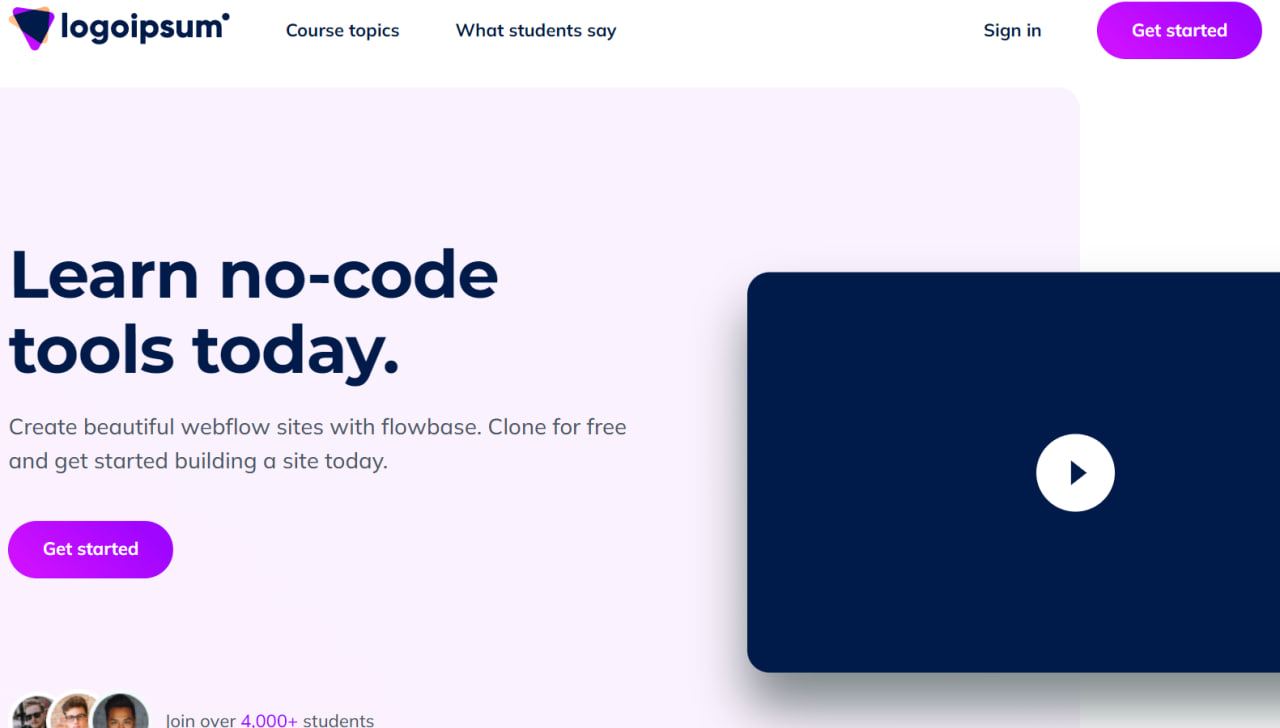 logoipsum
Course topics
What students say
Sign in
Get started
Learn no-code
tools today.
Create beautiful webflow sites with flowbase. Clone for free
and get started building a site today.
Get started
Join over 4,000+ students